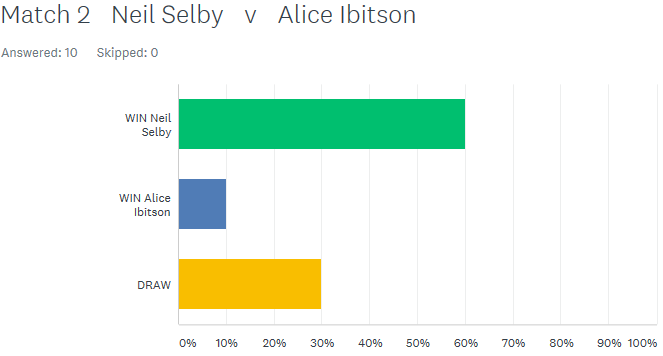 Match 2 Neil Selby v Alice Ibitson
Answered: 10 Skipped: 0
WIN Neil
Selby
WIN Alice
Ibitson
DRAW
0% 10% 20% 30% 40% 50% 60% 70% 80% 90% 100%